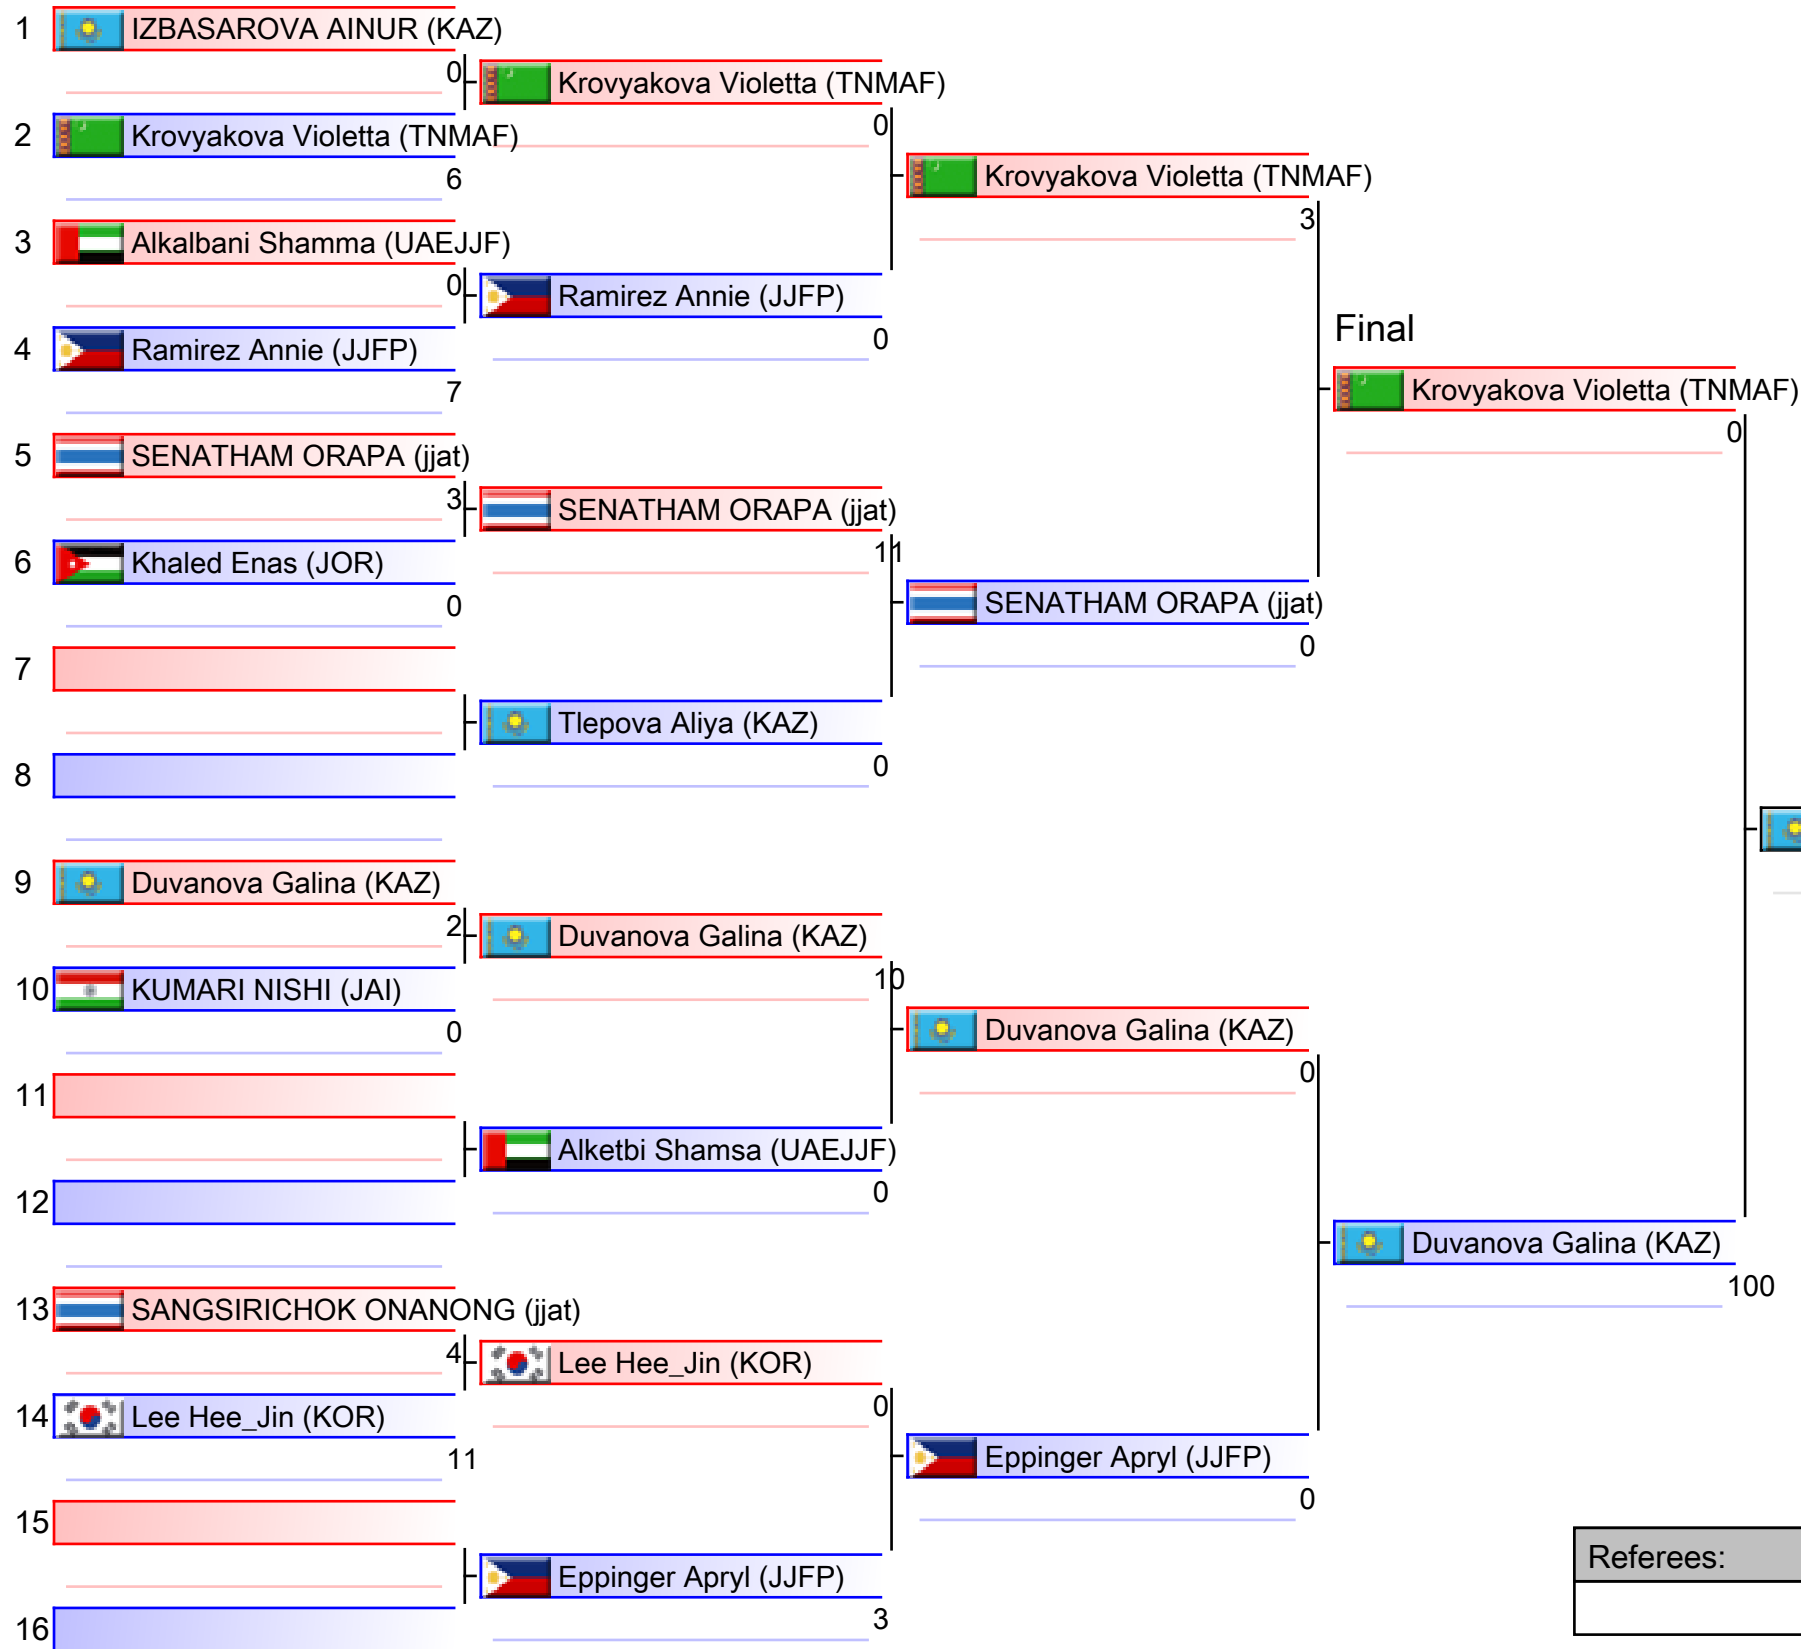 1 IZBASAROVA AINUR (KAZ)
0
Krovyakova Violetta (TNMAF)
0
2 Krovyakova Violetta (TNMAF)
6
Krovyakova Violetta (TNMAF)
3
3 Alkalbani Shamma (UAEJJF)
0
Ramirez Annie (JJFP)
0
4 Ramirez Annie (JJFP)
7
Final
Krovyakova Violetta (TNMAF)
0
5 SENATHAM ORAPA (jjat)
3
SENATHAM ORAPA (jjat)
11
6 Khaled Enas (JOR)
0
SENATHAM ORAPA (jjat)
0
7
Tlepova Aliya (KAZ)
0
8
9 Duvanova Galina (KAZ)
2
Duvanova Galina (KAZ)
10
10 KUMARI NISHI (JAI)
0
Duvanova Galina (KAZ)
0
11
Alketbi Shamsa (UAEJJF)
0
12
Duvanova Galina (KAZ)
100
13 SANGSIRICHOK ONANONG (jjat)
4
Lee Hee_Jin (KOR)
0
14 Lee Hee_Jin (KOR)
11
Eppinger Apryl (JJFP)
0
15
Eppinger Apryl (JJFP)
3
16
Referees: